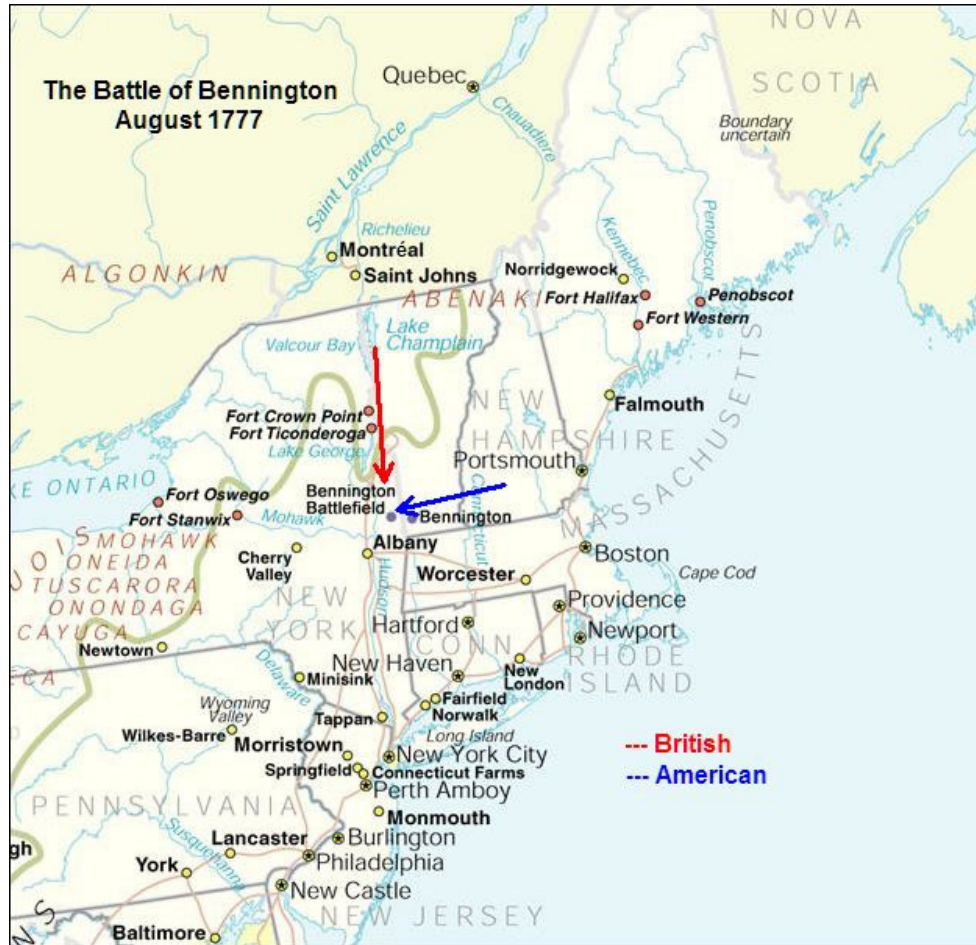 NOVA
SCOTIA
Quebec
The Battle of Bennington
August 1777
Chaudiere
Boundary
uncertain
Saint Lawrence
Richelieu
Montréal
Saint Johns
ALGONKIN
ABENAKI
Kennebec
Penobscot
Norridgewock
Fort Halifax
Penobscot
Fort Western
Lake
Champlain
Valcour Bay
NEW
HAMPSHIRE
Falmouth
MASSACHUSETTS
Fort Crown Point
Fort Ticonderoga
Lake George
Portsmouth
KE ONTARIO
Fort Oswego
Fort Stanwix
Mohawk
Bennington
Battlefield
Bennington
Connecticut
OIS
MOHAWK
ONEIDA
TUSCARORA
ONONDAGA
CAYUGA
ECA
Cherry
Valley
Albany
Hudson
Boston
Worcester
Cape Cod
NEW
YORK
Providence
Hartford
CONN
Newport
RHODE
ISLAND
Newtown
Delaware
New Haven
New
London
Minisink
Fairfield
Norwalk
Wyoming
Valley
Tappan
Long Island
Wilkes-Barre
Morristown
New York City
Springfield
Connecticut Farms
Perth Amboy
--- British
--- American
PENNSYLVANIA
Monmouth
Susquehanna
Lancaster
Burlington
gh
York
Philadelphia
New Castle
NEW JERSEY
Baltimore
WS